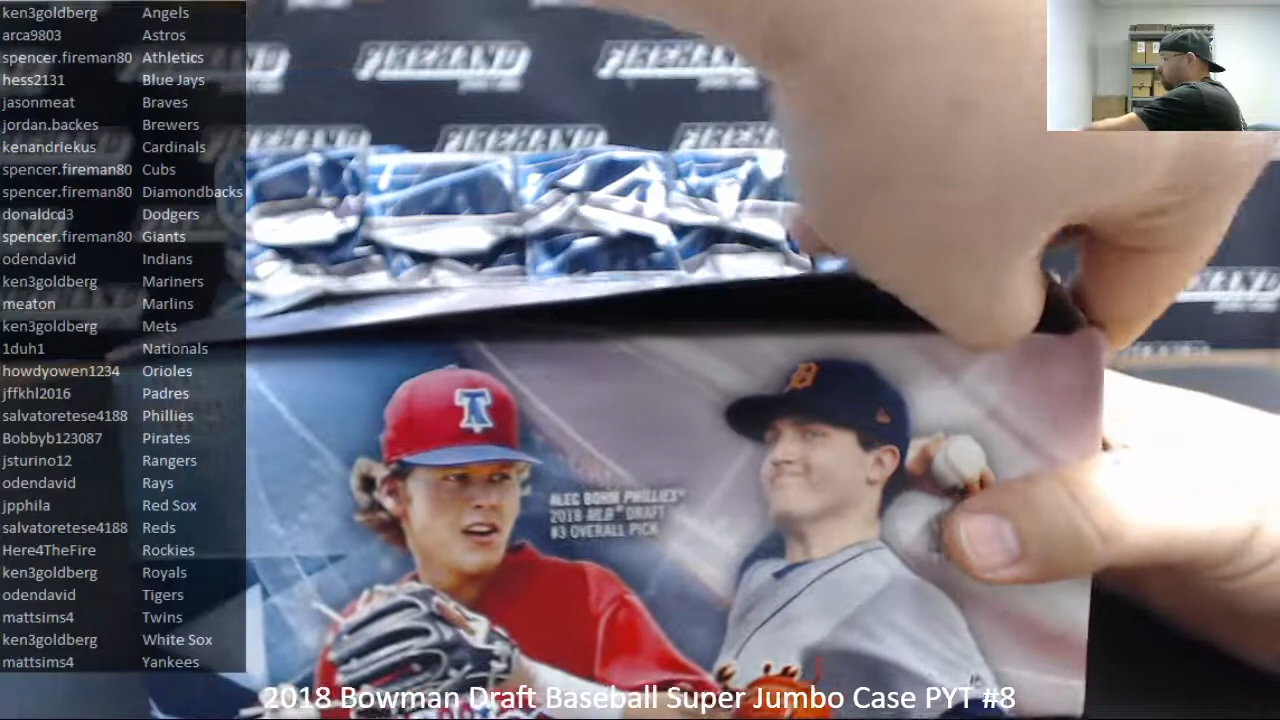 ken3goldberg Angels
arca9803 Astros
spencer.fireman80 Athletics
hess2131 Blue Jays
jasonmeat Braves
jordan.backes Brewers
kenandriekus Cardinals
spencer.fireman80 Cubs
spencer.fireman80 Diamondbacks
donaldcd3 Dodgers
spencer.fireman80 Giants
odendavid Indians
ken3goldberg Mariners
meaton Marlins
ken3goldberg Mets
1duh1 Nationals
howdyowen1234 Orioles
jffkhl2016 Padres
salvatoretese4188 Phillies
Bobbyb123087 Pirates
jsturino12 Rangers
odendavid Rays
jpphila Red Sox
salvatoretese4188 Reds
Here4TheFire Rockies
ken3goldberg Royals
odendavid Tigers
mattsims4 Twins
ken3goldberg White Sox
mattsims4 Yankees
FIREHAND FIREHAND
FIREHAND FIREHAND
FIREHAND
D
ALEC BOHM PHILLIES
2018 MLB DRAFT
#3 OVERALL PICK
2018 Bowman Draft Baseball Super Jumbo Case PYT #8